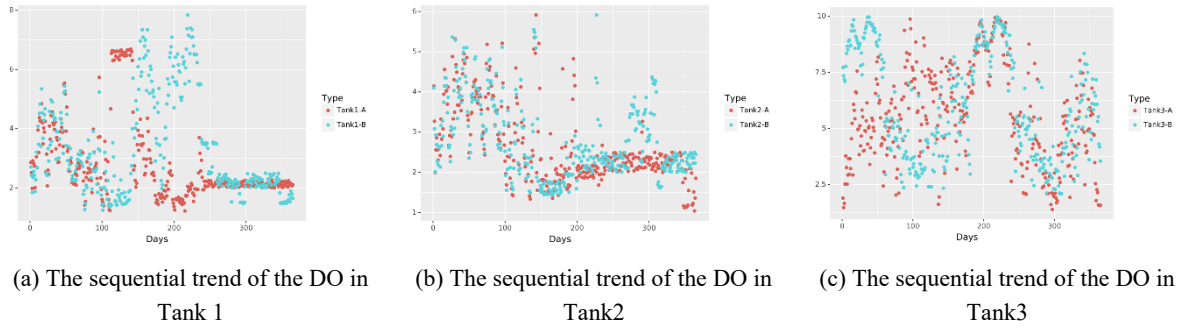 8
6
4
2
0
100
200
300
Days
Type
Tank1-A
Tank1-B
(a) The sequential trend of the DO in
Tank 1
6
5
4
3
2
1
0
100
200
300
Days
Type
Tank2-A
Tank2-B
(b) The sequential trend of the DO in
Tank2
10
7.5
5
2.5
0
100
200
300
Days
Type
Tank3-A
Tank3-B
(c) The sequential trend of the DO in
Tank3